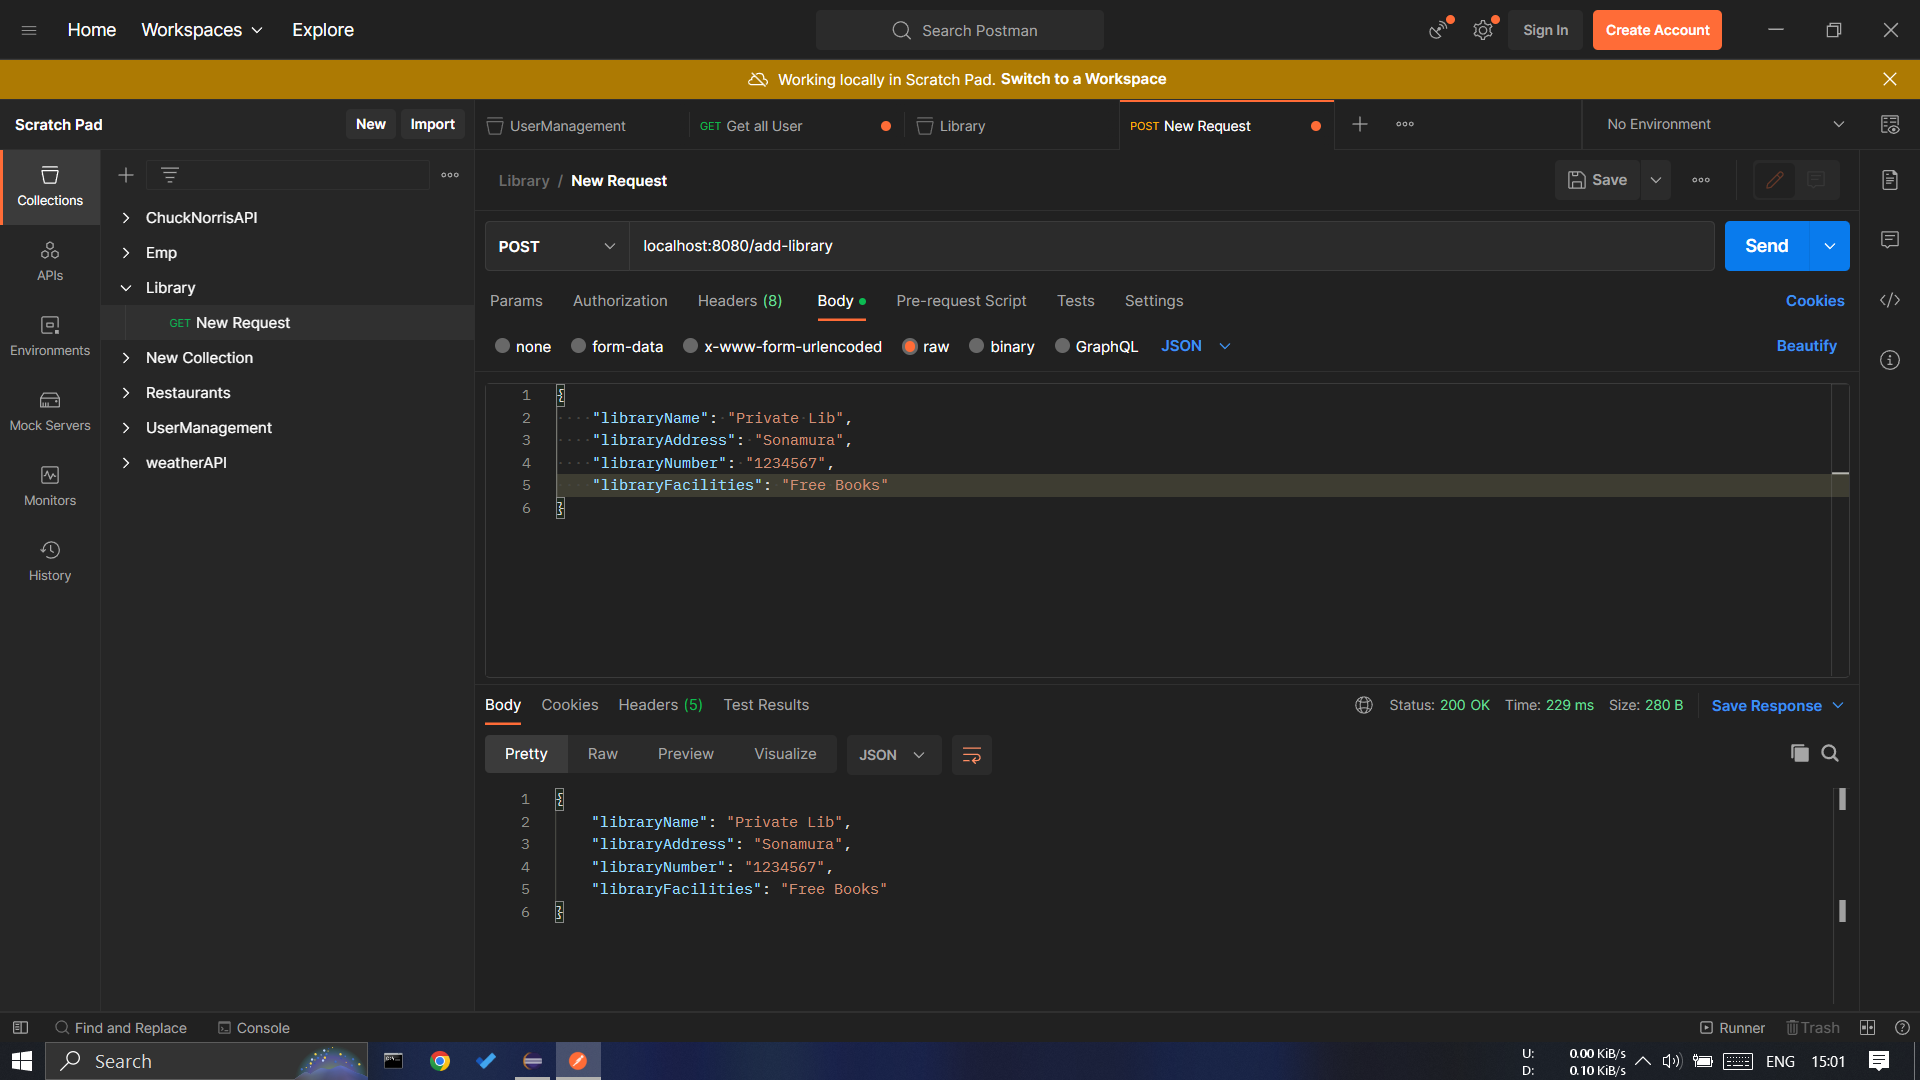 Home Workspaces Explore Search Postman Sign In Create Account
Working locally in Scratch Pad. Switch to a Workspace
Scratch Pad New Import UserManagement GET Get all User Library POST New Request No Environment
Library / New Request Save
Collections
ChuckNorrisAPI
Emp
Library
GET New Request
New Collection
Restaurants
UserManagement
weatherAPI
APIs
Environments
Mock Servers
Monitors
History
POST localhost:8080/add-library Send
Params Authorization Headers (8) Body Pre-request Script Tests Settings Cookies
none form-data x-www-form-urlencoded raw binary GraphQL JSON Beautify
1 {
2 "libraryName": "Private Lib",
3 "libraryAddress": "Sonamura",
4 "libraryNumber": "1234567",
5 "libraryFacilities": "Free Books"
6 }
Body Cookies Headers (5) Test Results Status: 200 OK Time: 229 ms Size: 280 B Save Response
Pretty Raw Preview Visualize JSON
1 {
2 "libraryName": "Private Lib",
3 "libraryAddress": "Sonamura",
4 "libraryNumber": "1234567",
5 "libraryFacilities": "Free Books"
6 }
Find and Replace Console Runner Trash
Search U: 0.00 KiB/s ENG 15:01
D: 0.10 KiB/s